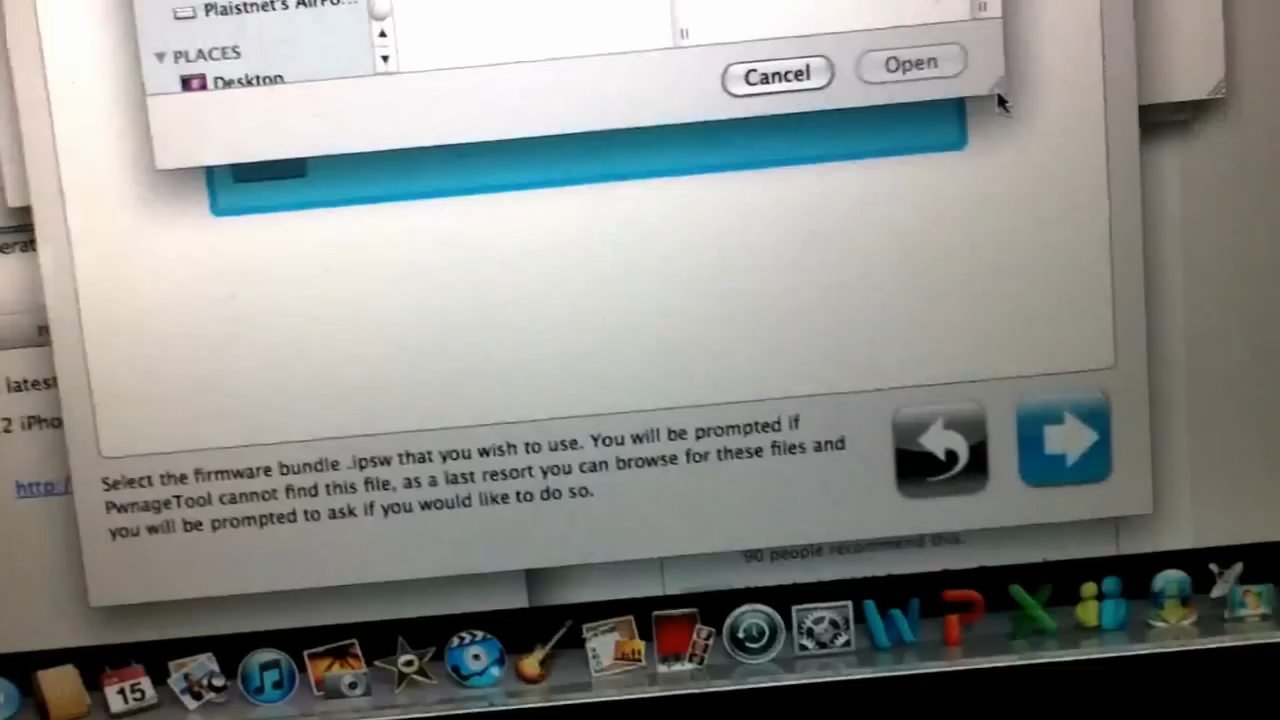 Plaistnet's AirPo...
PLACES
Desktop
Cancel
Open
latest
2 iPho
http:/
Select the firmware bundle .ipsw that you wish to use. You will be prompted if
PwnageTool cannot find this file, as a last resort you can browse for these files and
you will be prompted to ask if you would like to do so.
90 people recommend this.
15
W
P
X